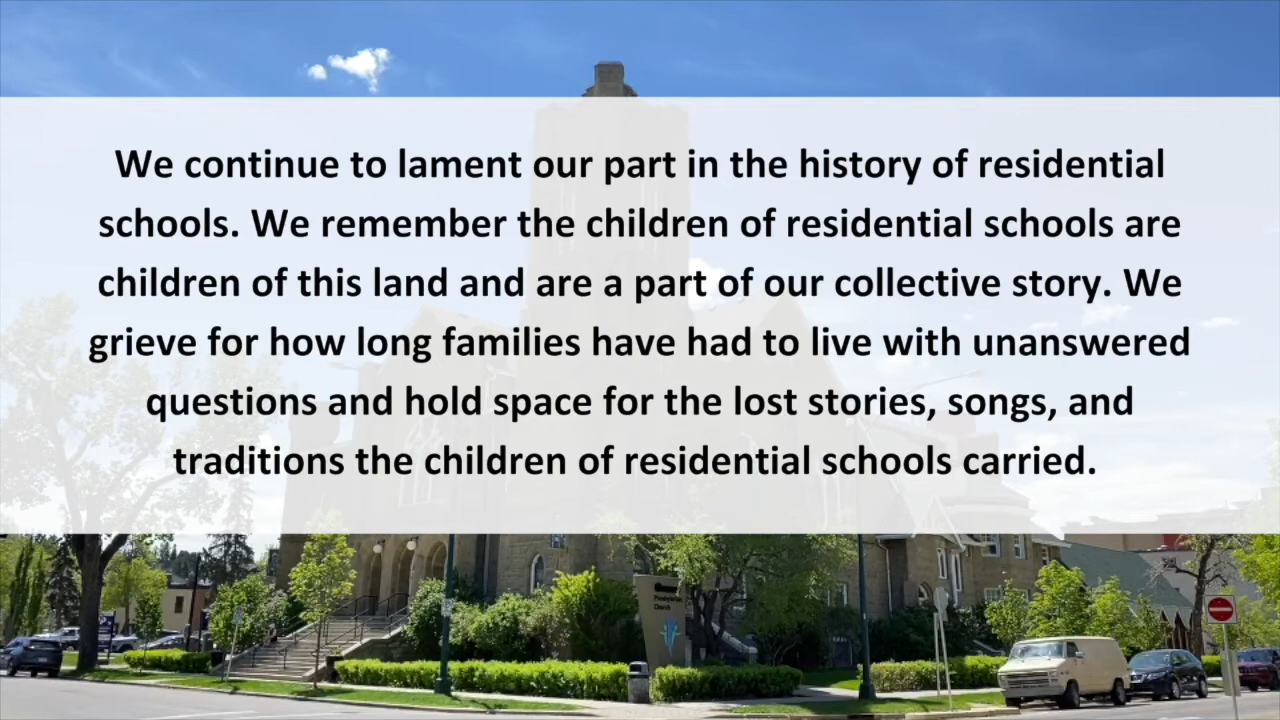 We continue to lament our part in the history of residential
schools. We remember the children of residential schools are
children of this land and are a part of our collective story. We
grieve for how long families have had to live with unanswered
questions and hold space for the lost stories, songs, and
traditions the children of residential schools carried.
Presbyterian
Church